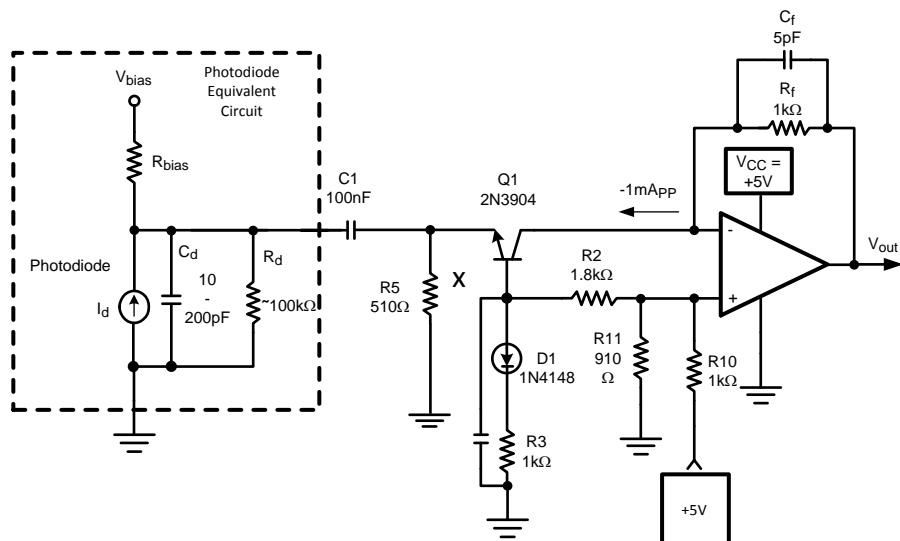 Photodiode
Equivalent
Circuit
Vbias
Rbias
Photodiode
Id
Cd
10
-
200pF
Rd
~100kΩ
C1
100nF
R5
510Ω
X
Q1
2N3904
-1mAPP
R2
1.8kΩ
D1
1N4148
R3
1kΩ
R11
910
Ω
R10
1kΩ
+5V
Cf
5pF
Rf
1kΩ
VCC =
+5V
-
+
Vout